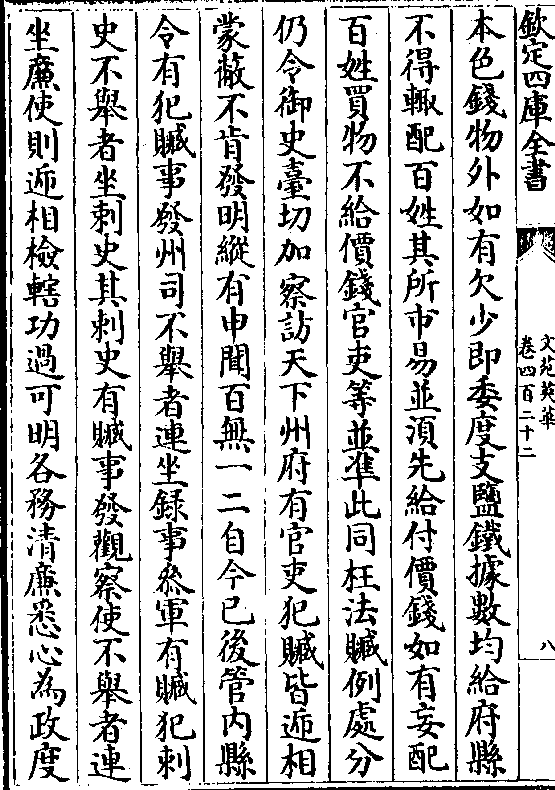 欽定四庫全書
文苑英華
卷四百二十二
八
本色錢物外如有欠少即委度支鹽鐵據數均給府縣
不得輙配百姓其所市易並湏先給付價錢如有妄配
百姓買物不給價錢官吏等並準此同枉法贓例處分
仍令御史臺切加察訪天下州府有官吏犯贓皆逓相
蒙蔽不肯發明縱有申聞百無一二自今已後管内縣
令有犯贓事發州司不舉者連坐録事叅軍有贓犯刺
史不舉者坐刺史其刺史有贓事發觀察使不舉者連
坐廉使則逓相檢轄功過可明各務清廉悉心為政度